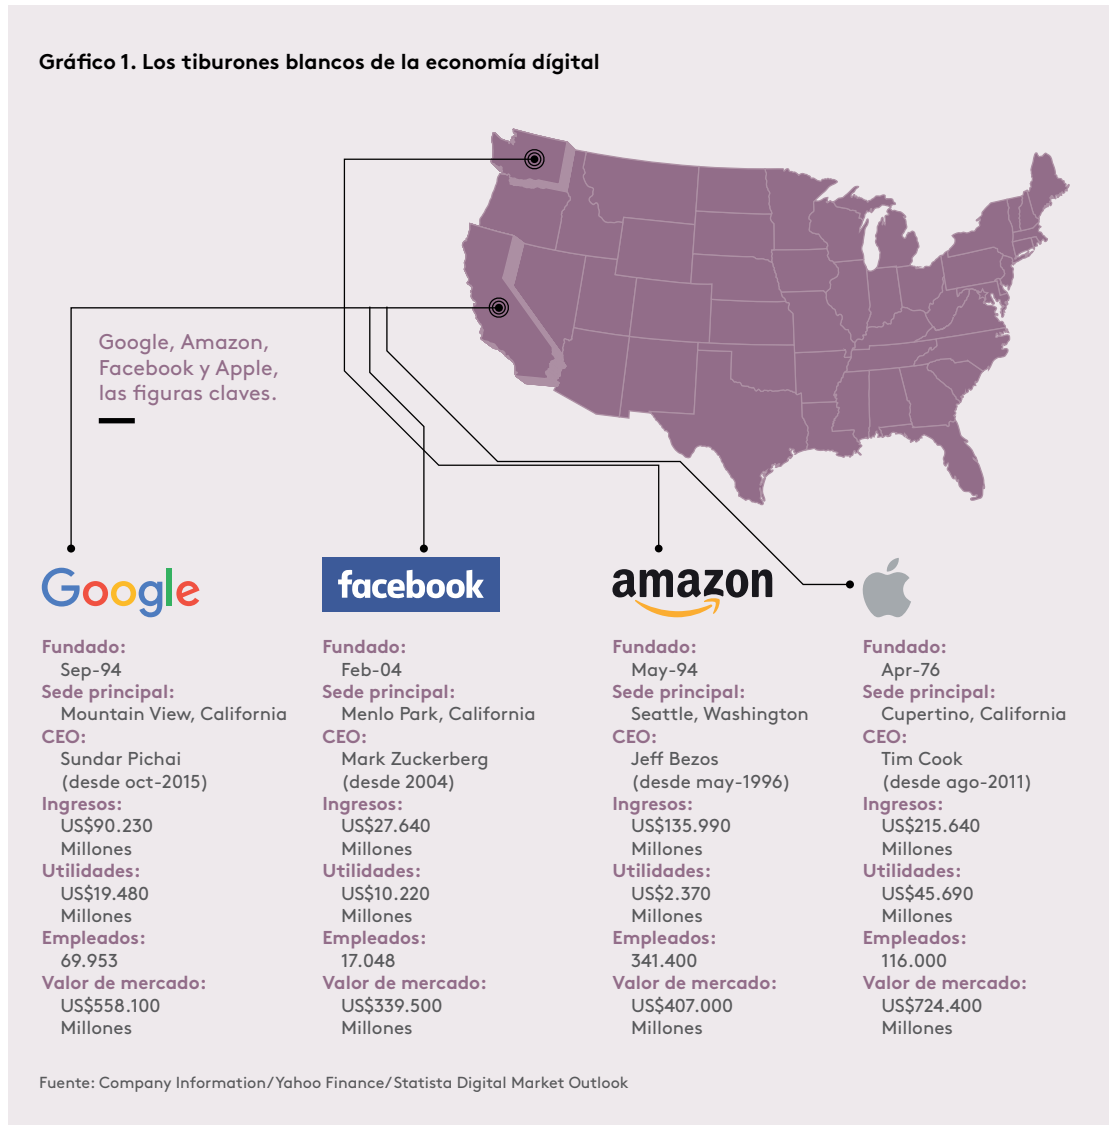 Gráfico 1. Los tiburones blancos de la economía dígital
Google, Amazon,
Facebook y Apple,
las figuras claves.
Google
Fundado:
Sep-94
Sede principal:
Mountain View, California
CEO:
Sundar Pichai
(desde oct-2015)
Ingresos:
US$90.230
Millones
Utilidades:
US$19.480
Millones
Empleados:
69.953
Valor de mercado:
US$558.100
Millones
facebook
Fundado:
Feb-04
Sede principal:
Menlo Park, California
CEO:
Mark Zuckerberg
(desde 2004)
Ingresos:
US$27.640
Millones
Utilidades:
US$10.220
Millones
Empleados:
17.048
Valor de mercado:
US$339.500
Millones
amazon
Fundado:
May-94
Sede principal:
Seattle, Washington
CEO:
Jeff Bezos
(desde may-1996)
Ingresos:
US$135.990
Millones
Utilidades:
US$2.370
Millones
Empleados:
341.400
Valor de mercado:
US$407.000
Millones
Fundado:
Apr-76
Sede principal:
Cupertino, California
CEO:
Tim Cook
(desde ago-2011)
Ingresos:
US$215.640
Millones
Utilidades:
US$45.690
Millones
Empleados:
116.000
Valor de mercado:
US$724.400
Millones
Fuente: Company Information/Yahoo Finance/Statista Digital Market Outlook